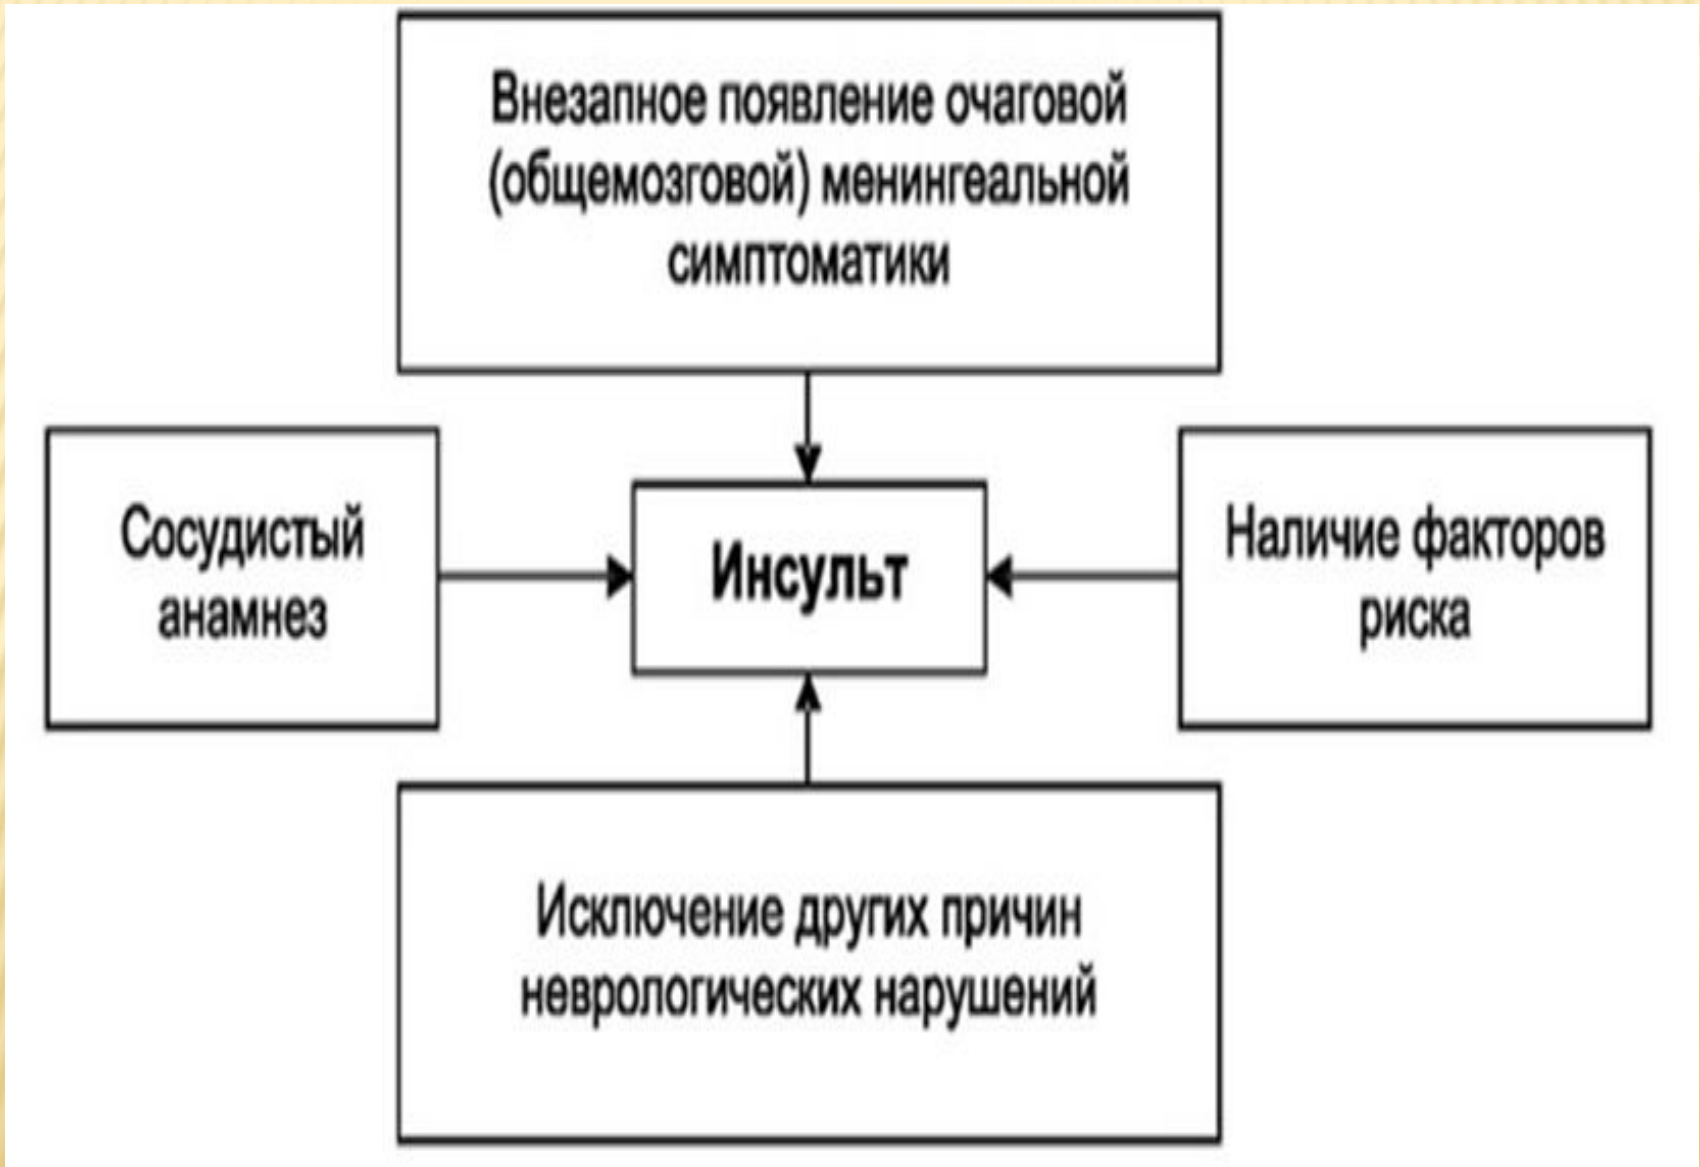 Внезапное появление очаговой
(общемозговой) менингеальной
симптоматики
Сосудистый
анамнез
Инсульт
Наличие факторов
риска
Исключение других причин
неврологических нарушений